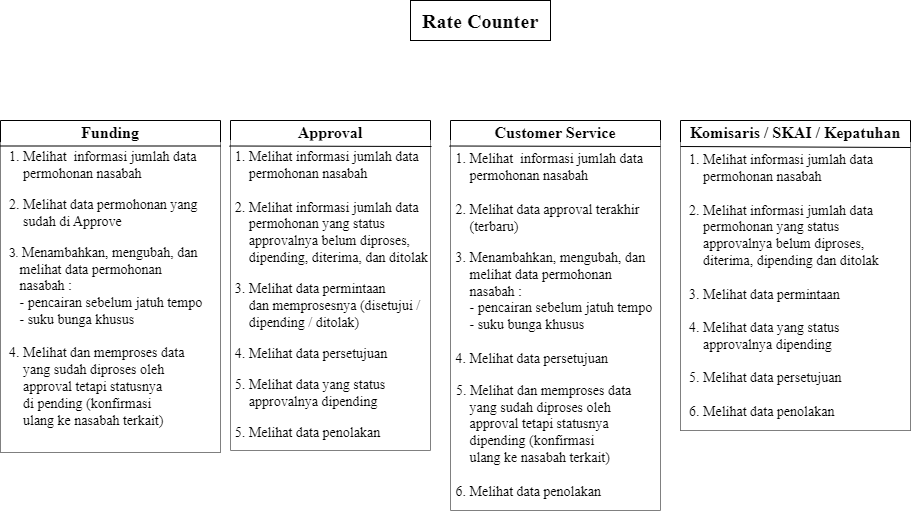 Rate Counter
Funding
1. Melihat  informasi jumlah data
permohonan nasabah
2. Melihat data permohonan yang
sudah di Approve
3. Menambahkan, mengubah, dan
melihat data permohonan
nasabah :
- pencairan sebelum jatuh tempo
- suku bunga khusus
4. Melihat dan memproses data
yang sudah diproses oleh
approval tetapi statusnya
di pending (konfirmasi
ulang ke nasabah terkait)
Approval
1. Melihat informasi jumlah data
permohonan nasabah
2. Melihat informasi jumlah data
permohonan yang status
approvalnya belum diproses,
dipending, diterima, dan ditolak
3. Melihat data permintaan
dan memprosesnya (disetujui /
dipending / ditolak)
4. Melihat data persetujuan
5. Melihat data yang status
approvalnya dipending
5. Melihat data penolakan
Customer Service
1. Melihat  informasi jumlah data
permohonan nasabah
2. Melihat data approval terakhir
(terbaru)
3. Menambahkan, mengubah, dan
melihat data permohonan
nasabah :
- pencairan sebelum jatuh tempo
- suku bunga khusus
4. Melihat data persetujuan
5. Melihat dan memproses data
yang sudah diproses oleh
approval tetapi statusnya
dipending (konfirmasi
ulang ke nasabah terkait)
6. Melihat data penolakan
Komisaris / SKAI / Kepatuhan
1. Melihat informasi jumlah data
permohonan nasabah
2. Melihat informasi jumlah data
permohonan yang status
approvalnya belum diproses,
diterima, dipending dan ditolak
3. Melihat data permintaan
4. Melihat data yang status
approvalnya dipending
5. Melihat data persetujuan
6. Melihat data penolakan